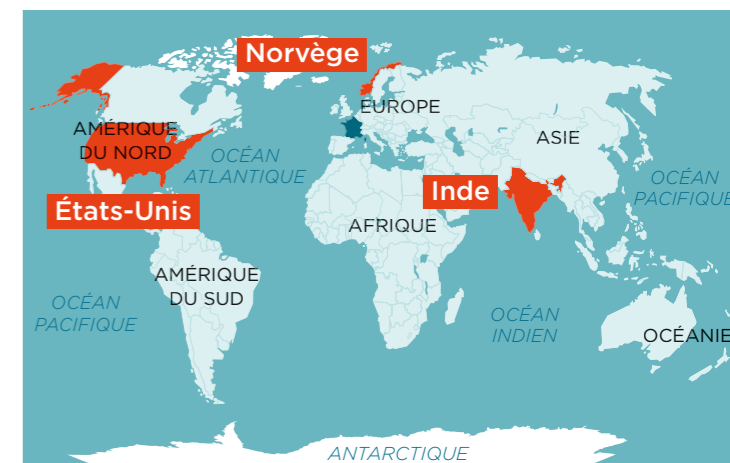 Norvège
EUROPE
AMÉRIQUE
DU NORD
ASIE
OCÉAN
ATLANTIQUE
OCÉAN
PACIFIQUE
Inde
États-Unis
AFRIQUE
AMÉRIQUE
DU SUD
OCÉAN
PACIFIQUE
OCÉAN
INDIEN
OCÉANIE
ANTARCTIQUE